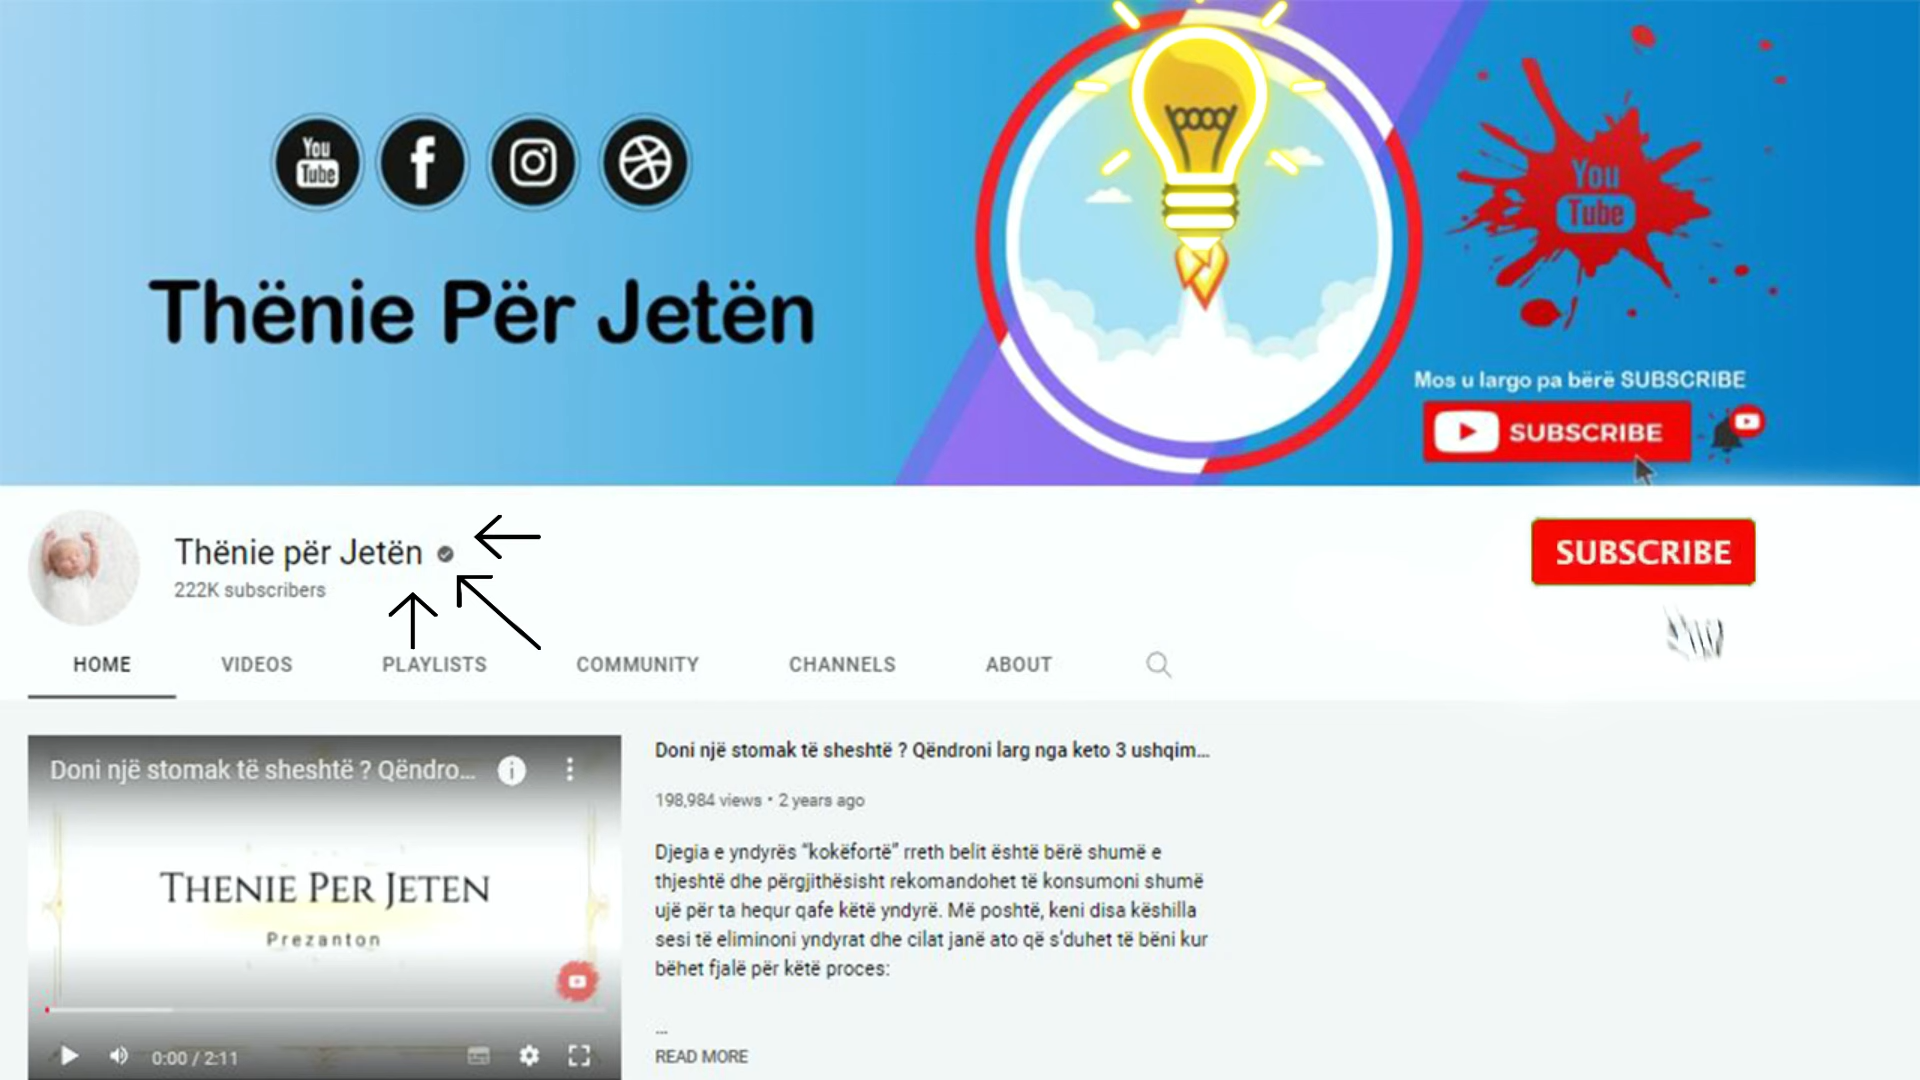 You
Tube
Thënie Për Jetën
You
Tube
Mos u largo pa bërë SUBSCRIBE
SUBSCRIBE
Thënie për Jetën
222K subscribers
SUBSCRIBE
HOME VIDEOS PLAYLISTS COMMUNITY CHANNELS ABOUT
Doni një stomak të sheshtë ? Qëndro...
THENIE PER JETEN
Prezanton
0:00 / 2:11
Doni një stomak të sheshtë ? Qëndroni larg nga keto 3 ushqim...
198,984 views • 2 years ago
Djegia e yndyrës “kokëfortë” rreth belit është bërë shumë e
thjeshtë dhe përgjithësisht rekomandohet të konsumoni shumë
ujë për ta hequr qafe këtë yndyrë. Më poshtë, keni disa këshilla
sesi të eliminoni yndyrat dhe cilat janë ato që s'duhet të bëni kur
bëhet fjalë për këtë proces:
...
READ MORE